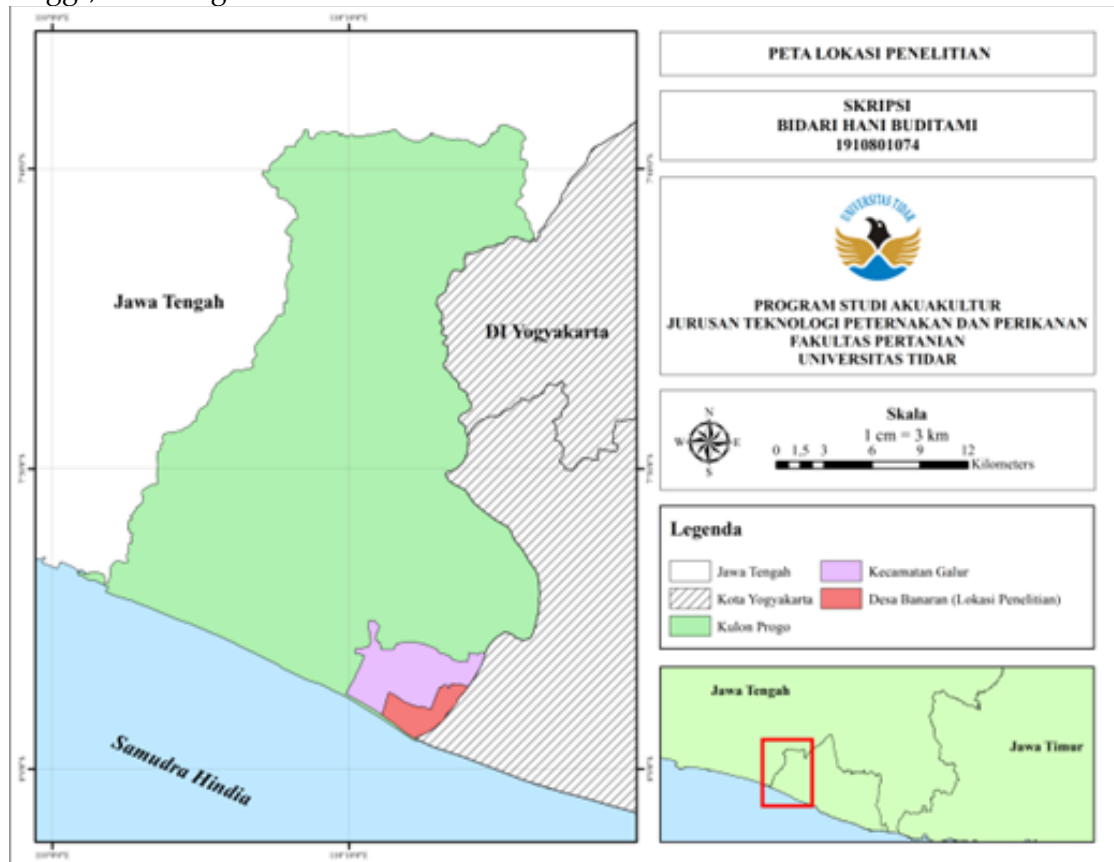 PETA LOKASI PENELITIAN
SKRIPSI
BIDARI HANI BUDITAMI
1910801074
UNIVERSITAS TIDAR
PROGRAM STUDI AKUAKULTUR
JURUSAN TEKNOLOGI PETERNAKAN DAN PERIKANAN
FAKULTAS PERTANIAN
UNIVERSITAS TIDAR
Jawa Tengah
DI Yogyakarta
Samudra Hindia
N
W E
S
Skala
1 cm = 3 km
0 1,5 3 6 9 12
Kilometers
Legenda
Jawa Tengah
Kota Yogyakarta
Kulon Progo
Kecamatan Galur
Desa Banaran (Lokasi Penelitian)
Jawa Tengah
Jawa Timur